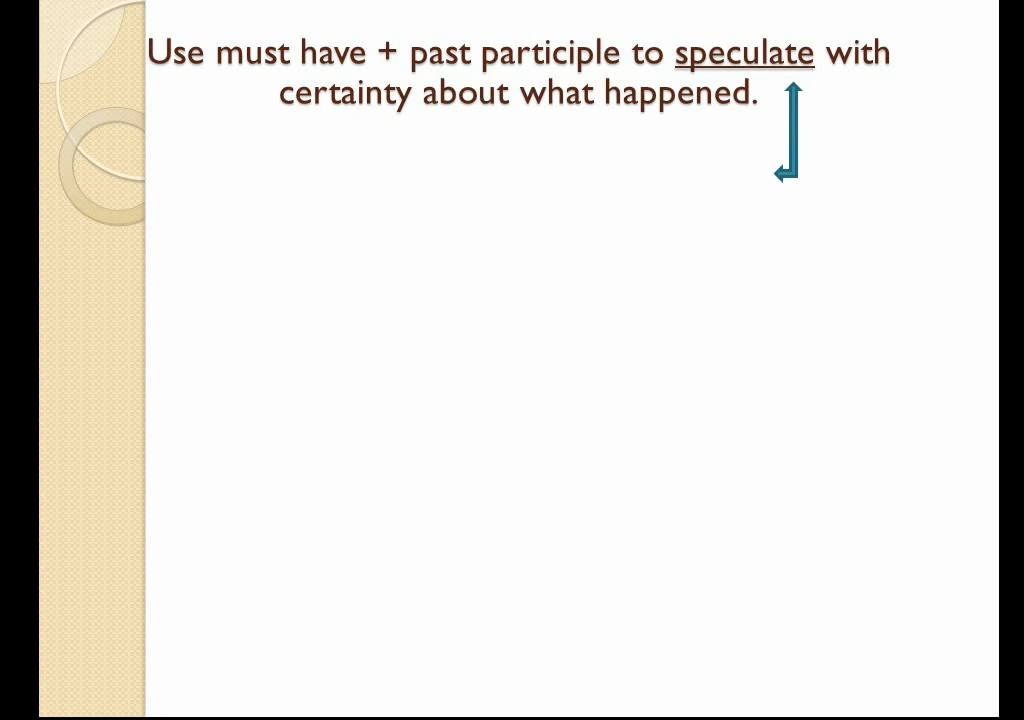 Use must have + past participle to speculate with
certainty about what happened.